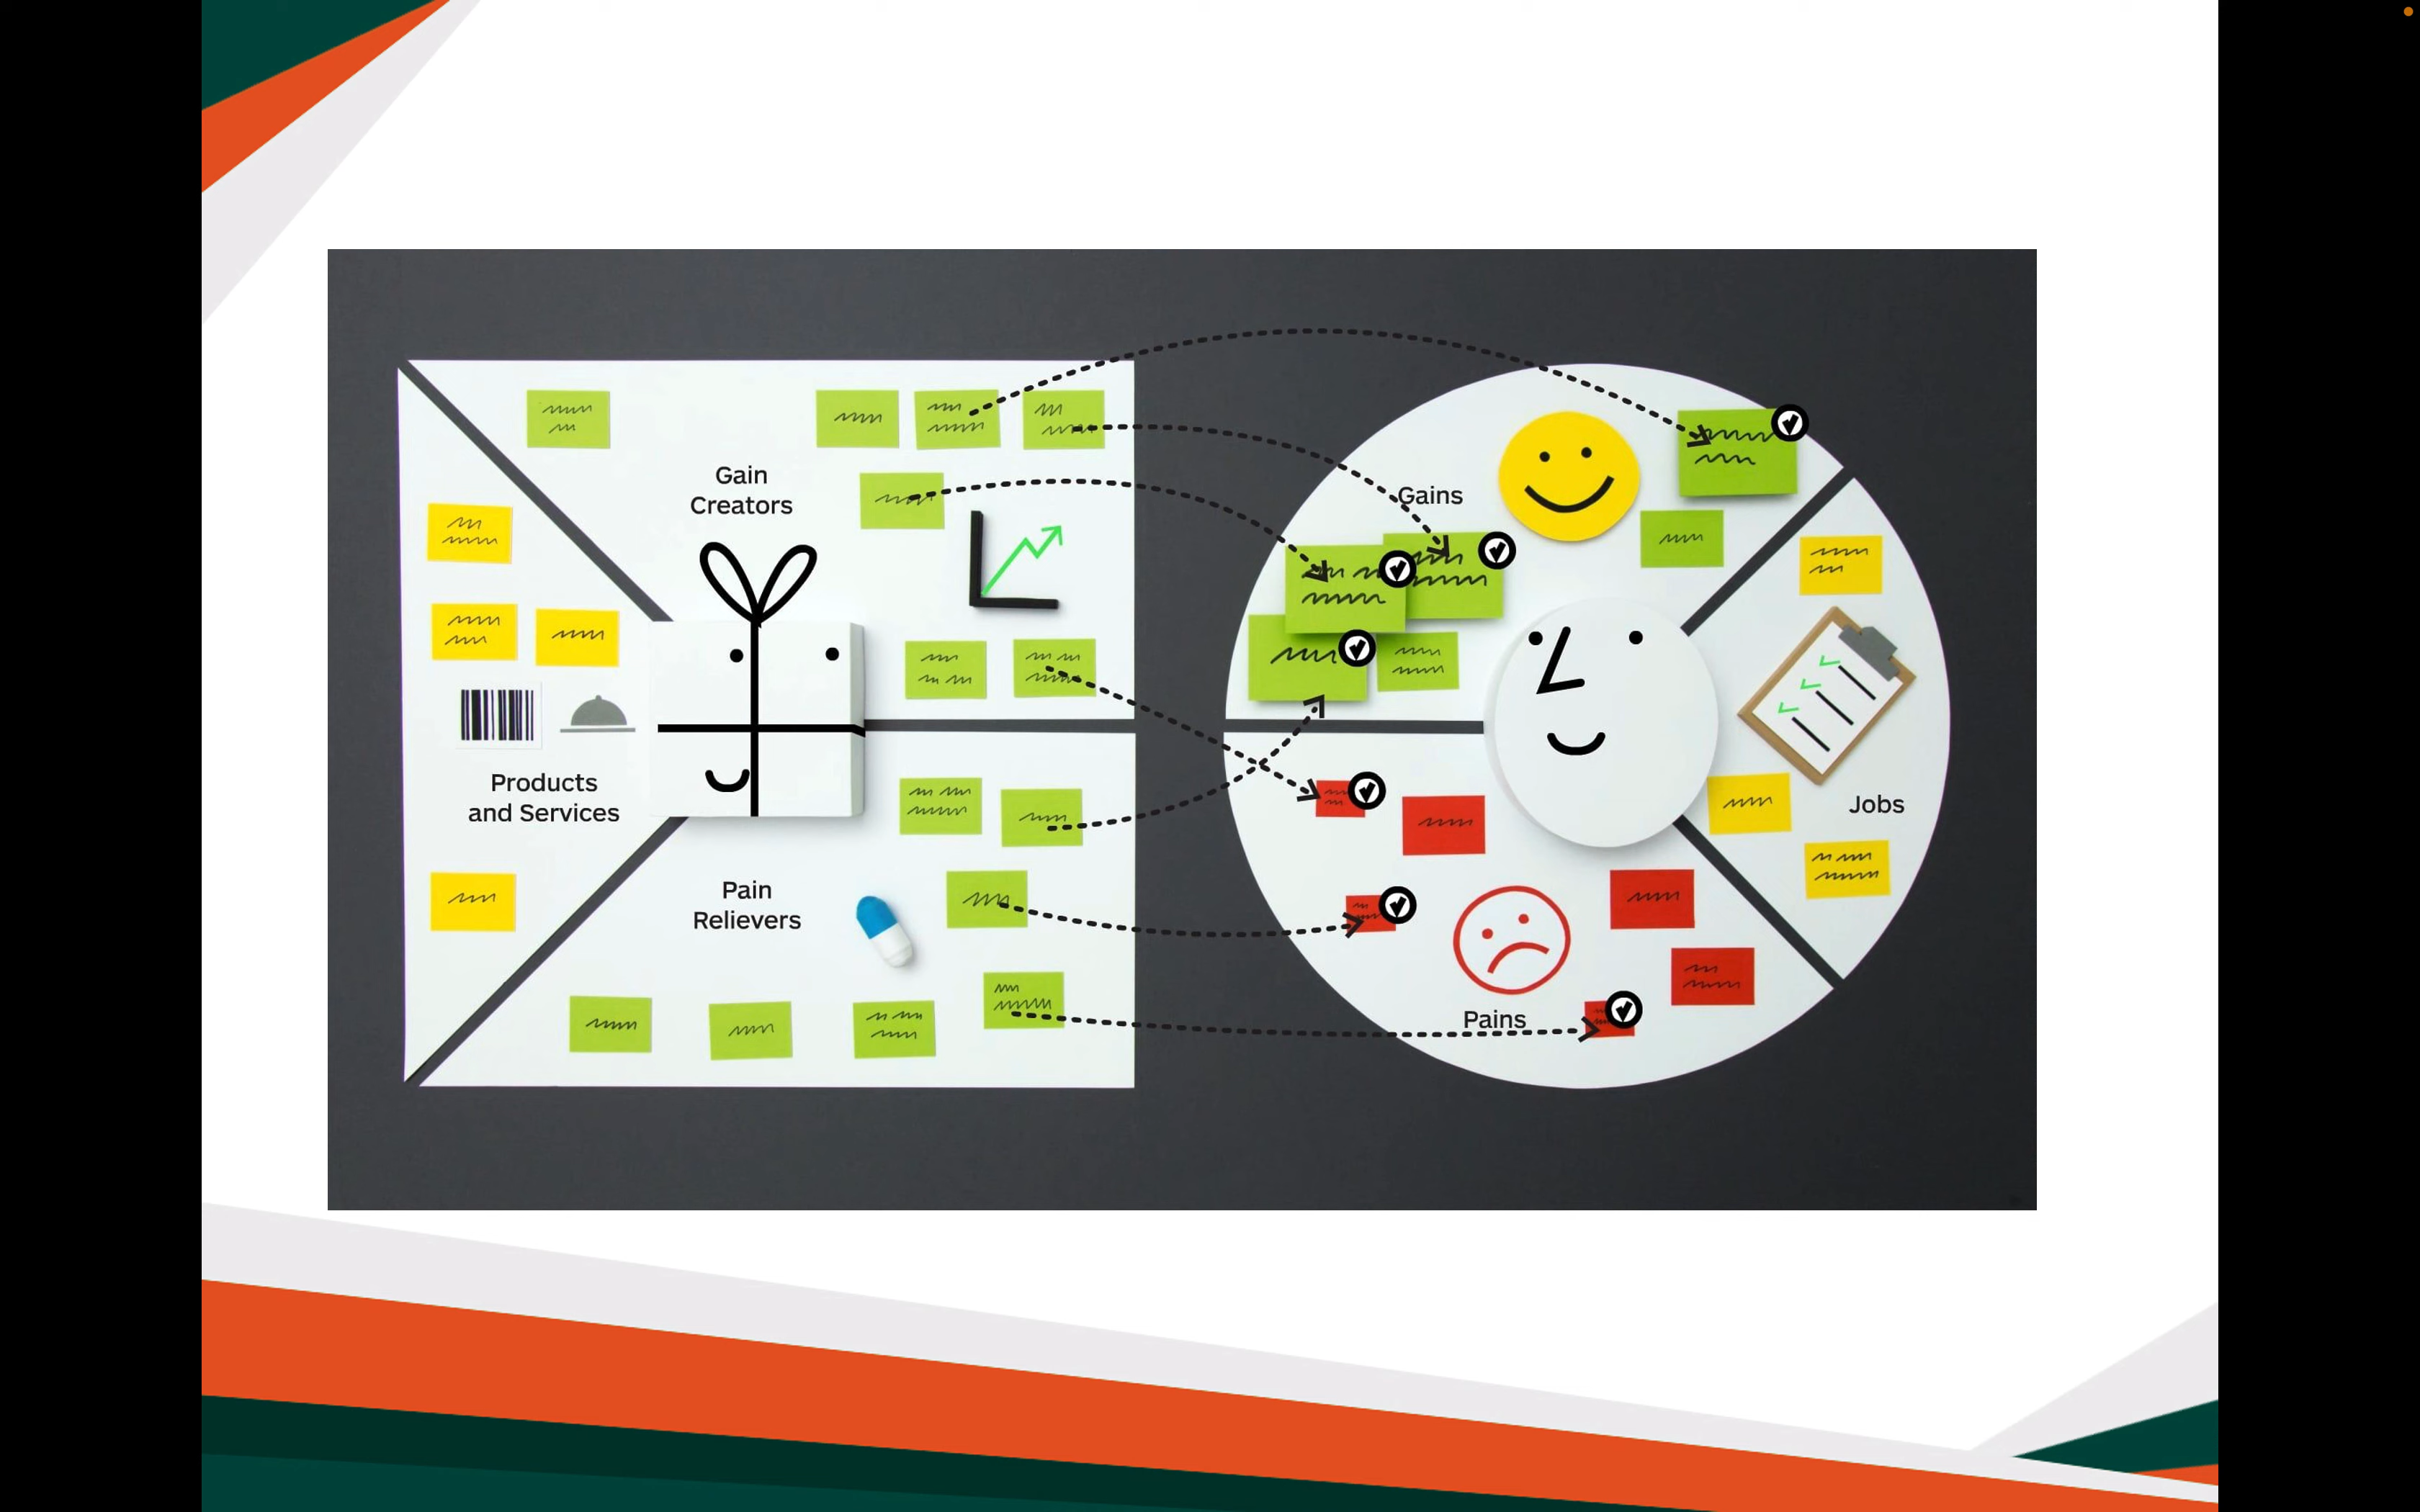 Gain
Creators
Products
and Services
Pain
Relievers
Gains
Jobs
Pains